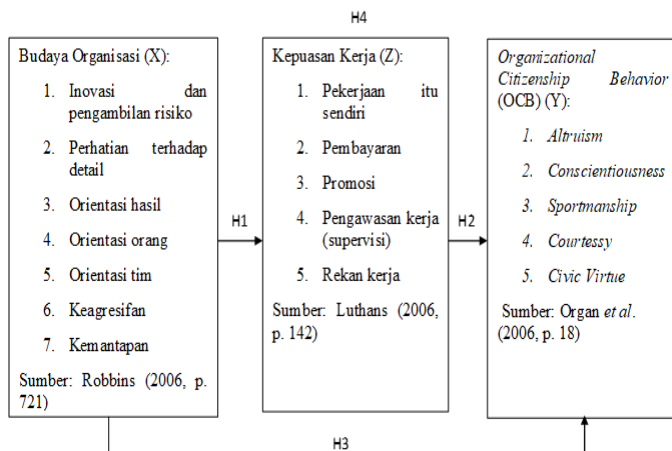 H4
Budaya Organisasi (X):
1. Inovasi dan
pengambilan risiko
2. Perhatian terhadap
detail
3. Orientasi hasil
4. Orientasi orang
5. Orientasi tim
6. Keagresifan
7. Kemantapan
Sumber: Robbins (2006, p.
721)
H1
Kepuasan Kerja (Z):
1. Pekerjaan itu
sendiri
2. Pembayaran
3. Promosi
4. Pengawasan kerja
(supervisi)
5. Rekan kerja
Sumber: Luthans (2006,
p. 142)
H2
Organizational
Citizenship Behavior
(OCB) (Y):
1. Altruism
2. Conscientiousness
3. Sportmanship
4. Courtessy
5. Civic Virtue
Sumber: Organ et al.
(2006, p. 18)
H3